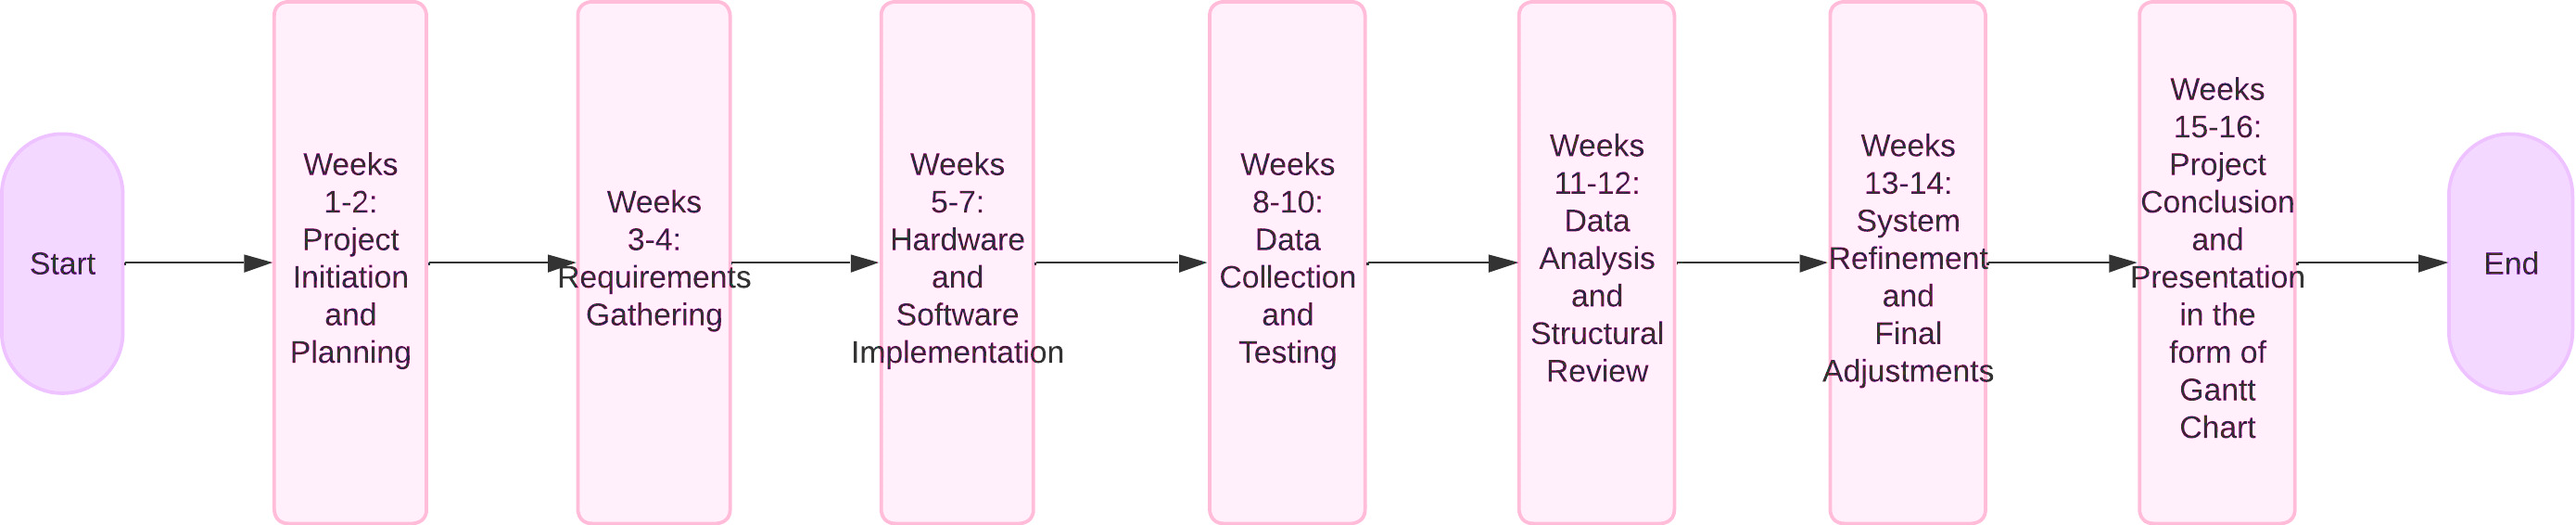 Start
Weeks
1-2:
Project
Initiation
and
Planning
Weeks
3-4:
Requirements
Gathering
Weeks
5-7:
Hardware
and
Software
Implementation
Weeks
8-10:
Data
Collection
and
Testing
Weeks
11-12:
Data
Analysis
and
Structural
Review
Weeks
13-14:
System
Refinement
and
Final
Adjustments
Weeks
15-16:
Project
Conclusion
and
Presentation
in the
form of
Gantt
Chart
End